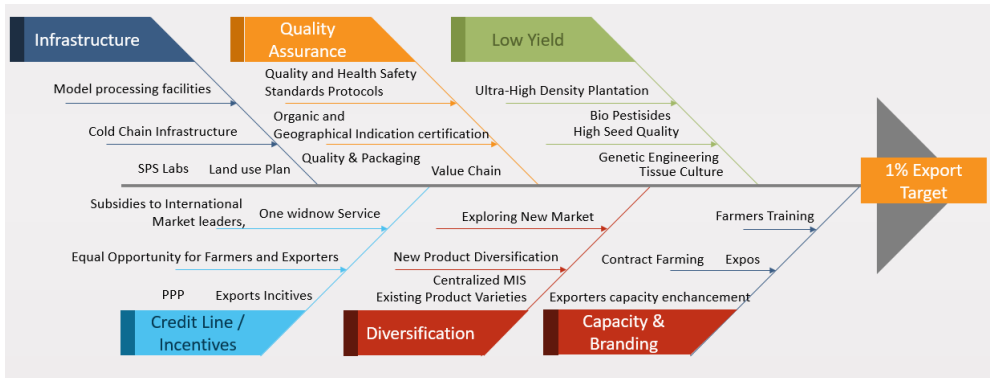 Infrastructure
Quality
Assurance
Low Yield
Model processing facilities
Cold Chain Infrastructure
SPS Labs
Land use Plan
Quality and Health Safety
Standards Protocols
Organic and
Geographical Indication certification
Quality & Packaging
Value Chain
Ultra-High Density Plantation
Bio Pestisides
High Seed Quality
Genetic Engineering
Tissue Culture
1% Export
Target
Subsidies to International
Market leaders,
One widnow Service
Equal Opportunity for Farmers and Exporters
PPP
Exports Incitives
Exploring New Market
New Product Diversification
Centralized MIS
Existing Product Varieties
Farmers Training
Contract Farming
Expos
Exporters capacity enchancement
Credit Line /
Incentives
Diversification
Capacity &
Branding